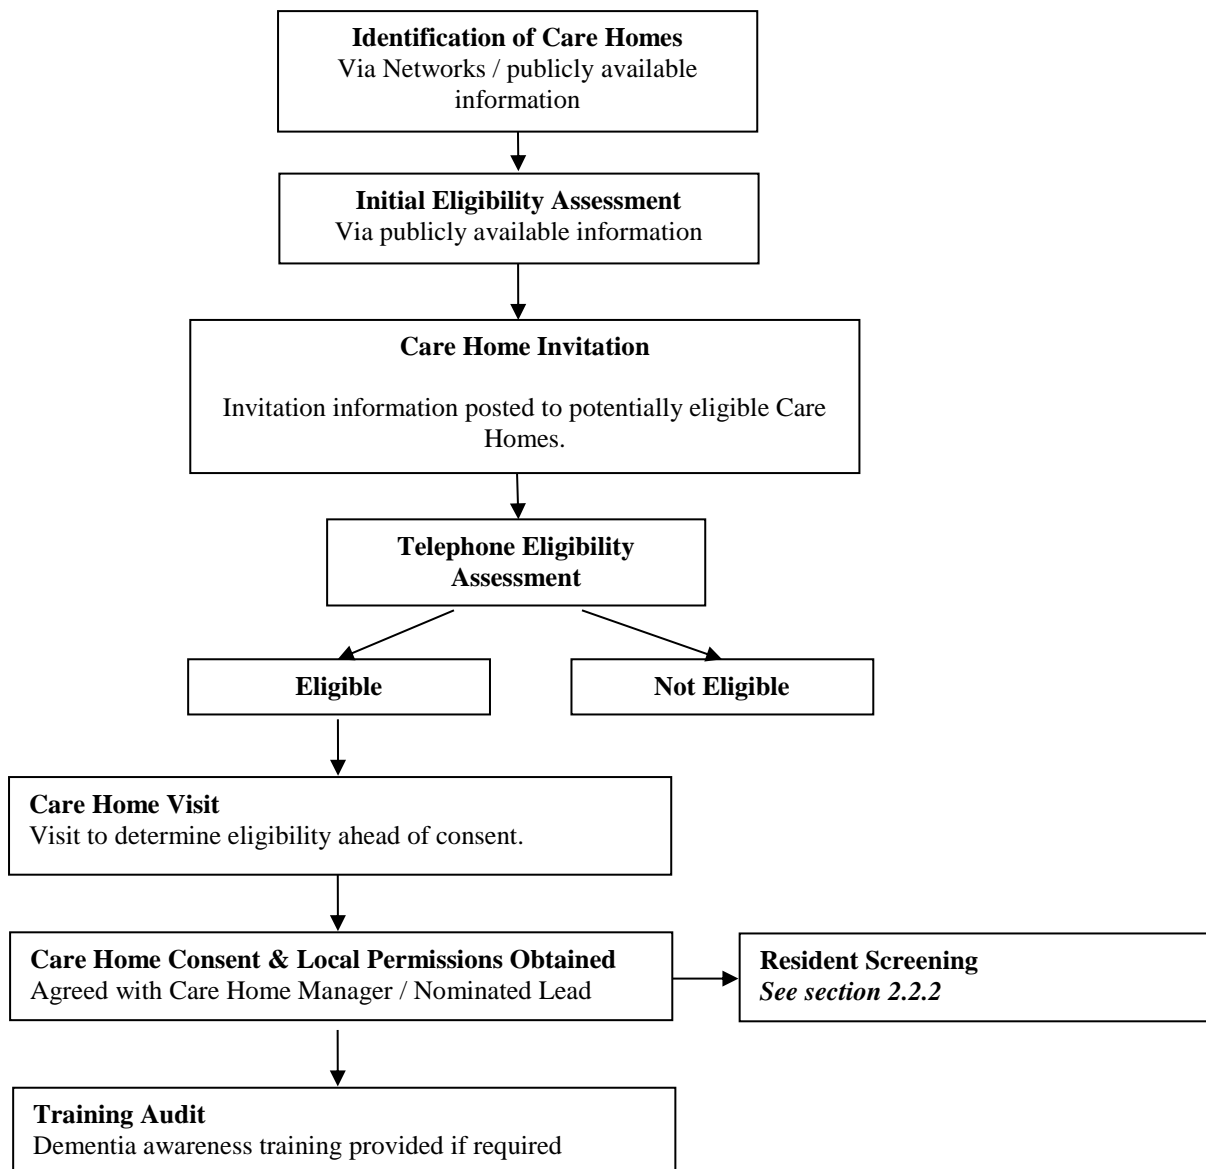 Identification of Care Homes
Via Networks / publicly available
information
Initial Eligibility Assessment
Via publicly available information
Care Home Invitation
Invitation information posted to potentially eligible Care
Homes.
Telephone Eligibility
Assessment
Eligible
Not Eligible
Care Home Visit
Visit to determine eligibility ahead of consent.
Care Home Consent & Local Permissions Obtained
Agreed with Care Home Manager / Nominated Lead
Resident Screening
See section 2.2.2
Training Audit
Dementia awareness training provided if required